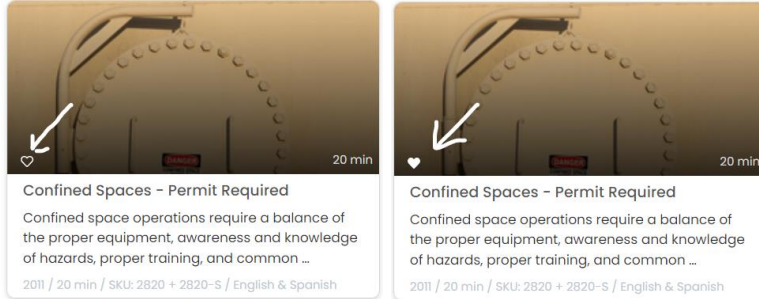 DANGER
20 min
Confined Spaces - Permit Required
Confined space operations require a balance of
the proper equipment, awareness and knowledge
of hazards, proper training, and common ...
2011 / 20 min / SKU: 2820 + 2820-S / English & Spanish
DANGER
20 min
Confined Spaces - Permit Required
Confined space operations require a balance of
the proper equipment, awareness and knowledge
of hazards, proper training, and common ...
2011 / 20 min / SKU: 2820 + 2820-S / English & Spanish